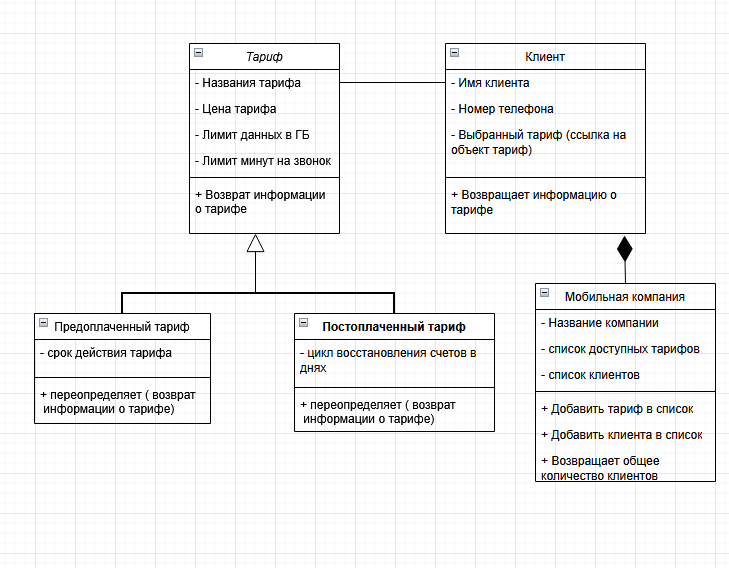 Тариф
- Названия тарифа
- Цена тарифа
- Лимит данных в ГБ
- Лимит минут на звонок
+ Возврат информации
о тарифе
Клиент
- Имя клиента
- Номер телефона
- Выбранный тариф (ссылка на
объект тариф)
+ Возвращает информацию о
тарифе
Предоплаченный тариф
- срок действия тарифа
+ переопределяет ( возврат
информации о тарифе)
Постоплаченный тариф
- цикл восстановления счетов в
днях
+ переопределяет ( возврат
информации о тарифе)
Мобильная компания
- Название компании
- список доступных тарифов
- список клиентов
+ Добавить тариф в список
+ Добавить клиента в список
+ Возвращает общее
количество клиентов